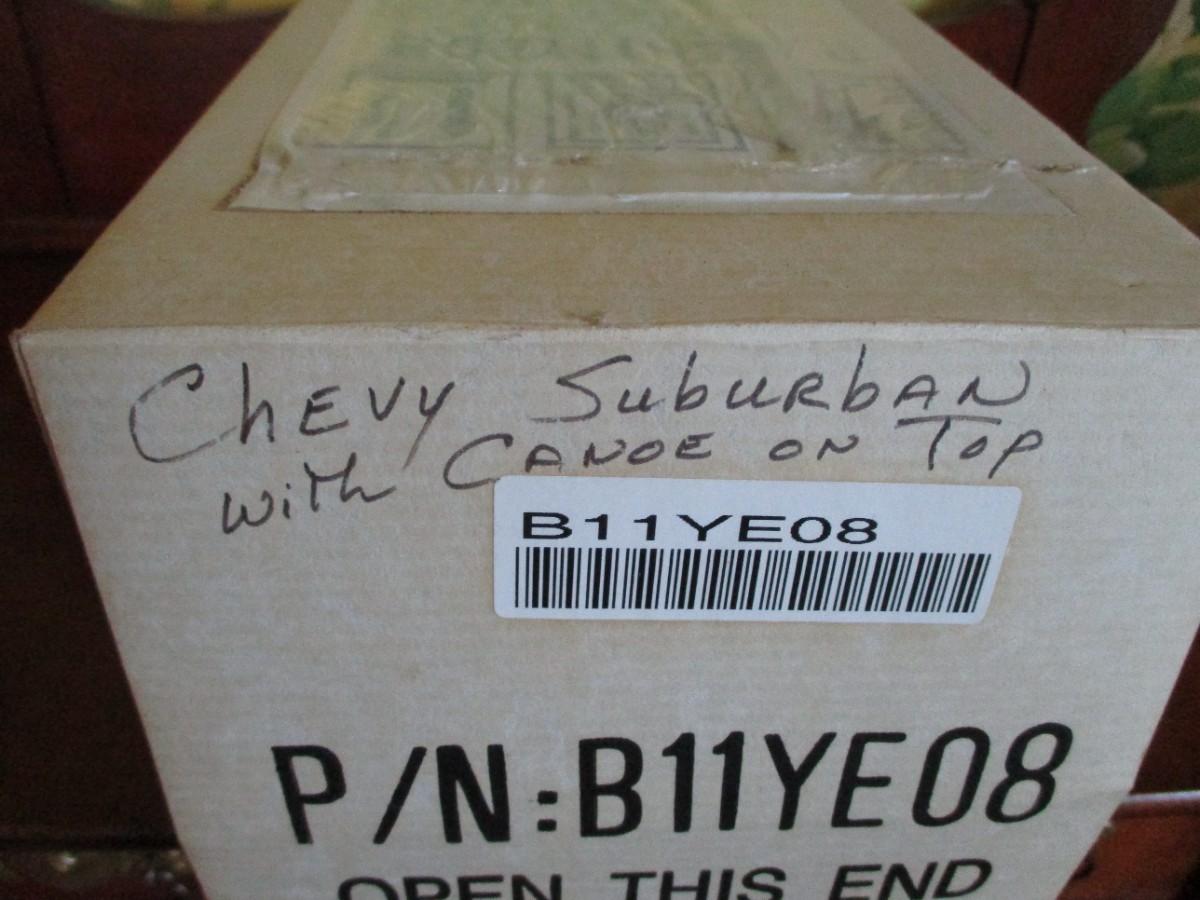 Chevy Suburban
with Canoe on Top
B11YE08
P/N:B11YE08
OPEN THIS END